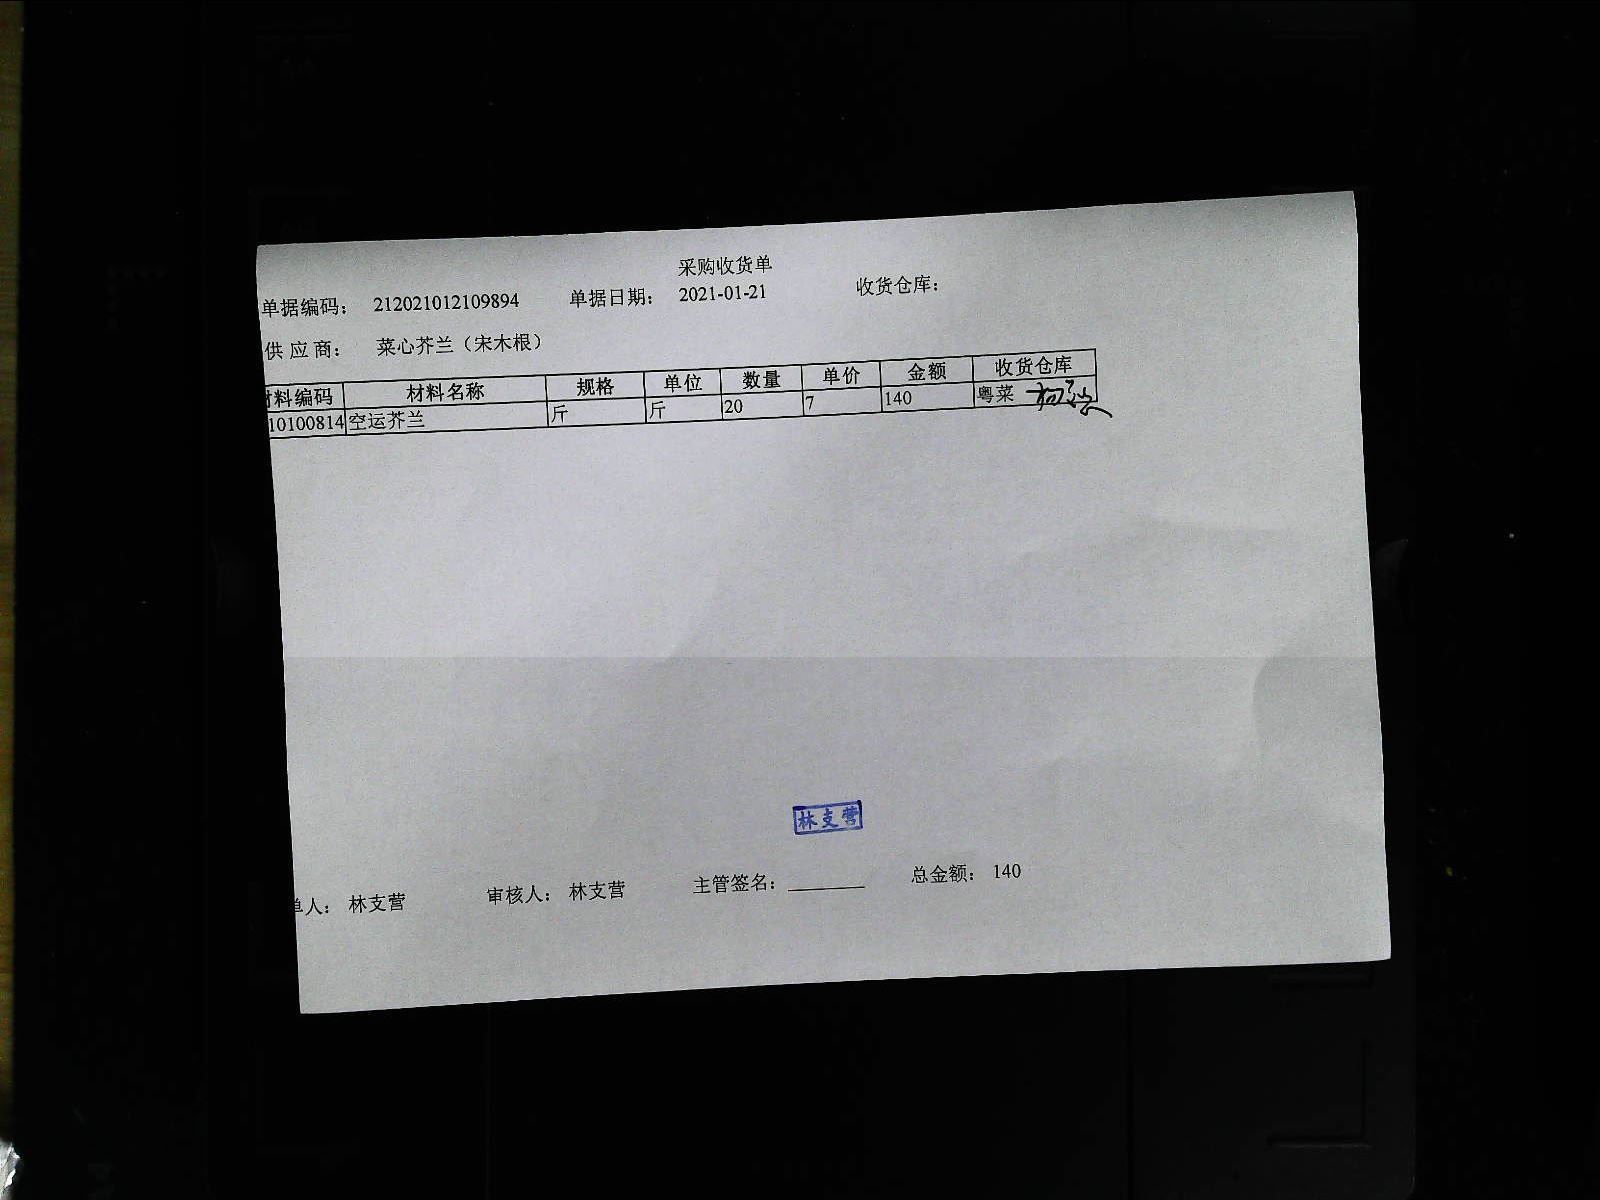 采购收货单
单据编码： 212021012109894 单据日期： 2021-01-21 收货仓库：
供应商： 菜心芥兰（宋木根）
料编码 材料名称 规格 单位 数量 单价 金额 收货仓库
10100814 空运芥兰 斤 斤 20 7 140 粤菜
林支营
单人： 林支营 审核人： 林支营 主管签名： 总金额： 140